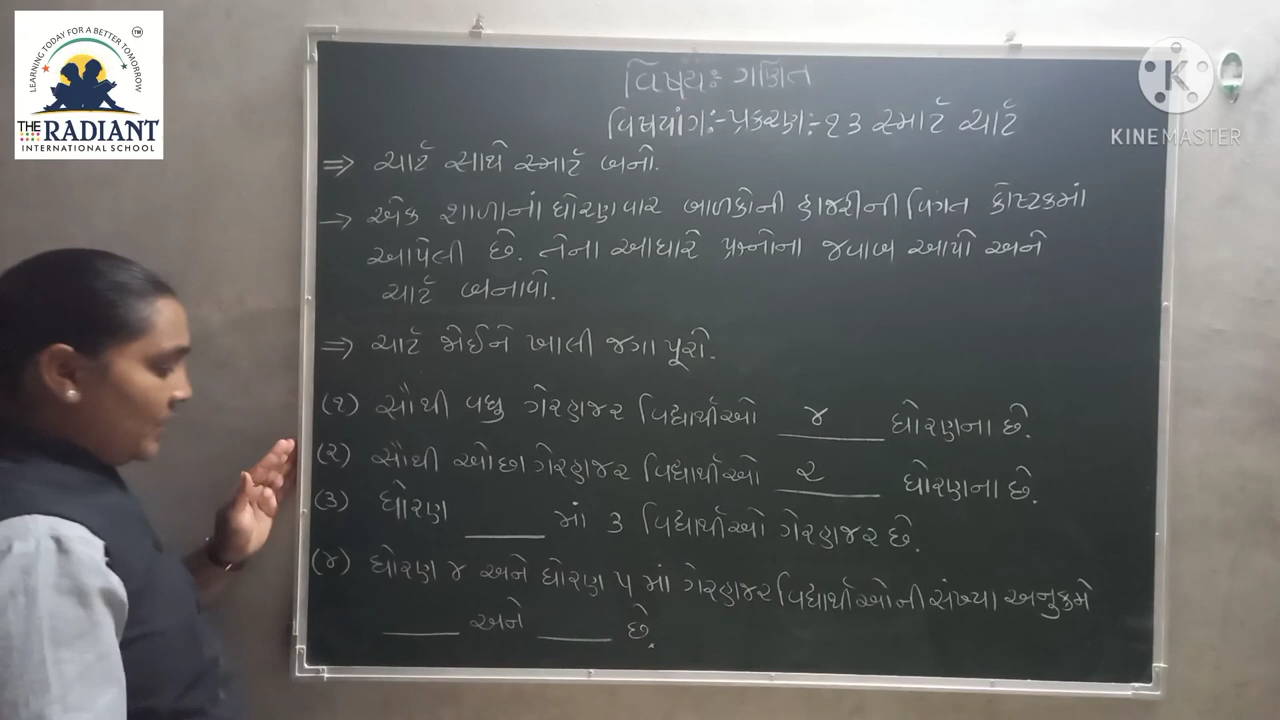 LEARNING TODAY FOR A BETTER TOMORROW
TM
THE RADIANT
INTERNATIONAL SCHOOL
K
KINEMASTER
વિષય:- ગણિત
વિષયાંગ:- પ્રકરણ:- ૧૩ સ્માર્ટ ચાર્ટ
⇒ ચાર્ટ સાથે સ્માર્ટ બનો.
→ એક શાળાનાં ધોરણવાર બાળકોની હાજરીની વિગત કોષ્ટકમાં
આપેલી છે. તેના આધારે પ્રશ્નોના જવાબ આપો અને
ચાર્ટ બનાવો.
⇒ ચાર્ટ જોઈને ખાલી જગા પૂરો.
(૧) સૌથી વધુ ગેરહાજર વિદ્યાર્થીઓ ૪ ધોરણના છે.
(૨) સૌથી ઓછા ગેરહાજર વિદ્યાર્થીઓ ૨ ધોરણના છે.
(૩) ધોરણ ____ માં ૩ વિદ્યાર્થીઓ ગેરહાજર છે.
(૪) ધોરણ ૪ અને ધોરણ ૫ માં ગેરહાજર વિદ્યાર્થીઓની સંખ્યા અનુક્રમે
____ અને ____ છે.